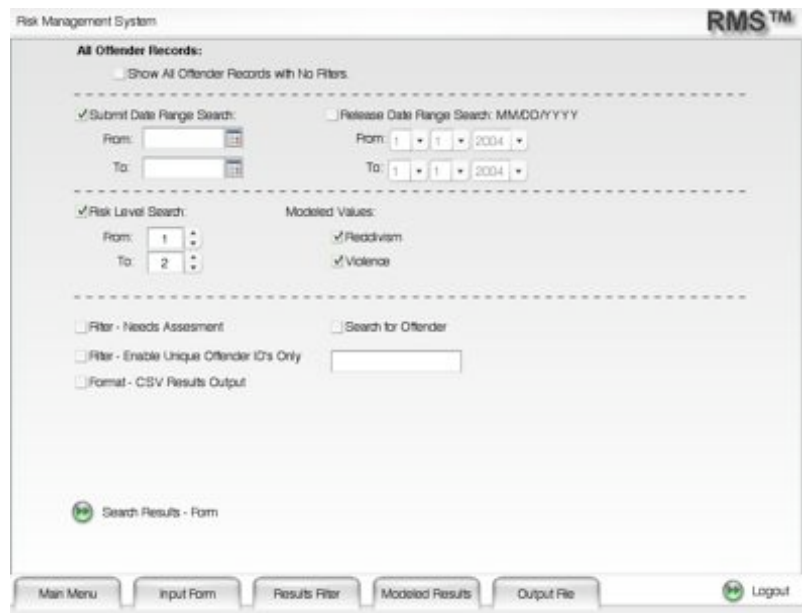 Risk Management System RMS™
All Offender Records:
Show All Offender Records with No Filters.
Submit Date Range Search: Release Date Range Search: MM/DD/YYYY
From: From: 1 1 2004
To: To: 1 1 2004
Risk Level Search: Modeled Values:
From: 1 Recidivism
To: 2 Violence
Filter - Needs Assesment Search for Offender
Filter - Enable Unique Offender ID's Only
Format - CSV Results Output
Search Results - Form
Main Menu Input Form Results Filter Modeled Results Output File Logout